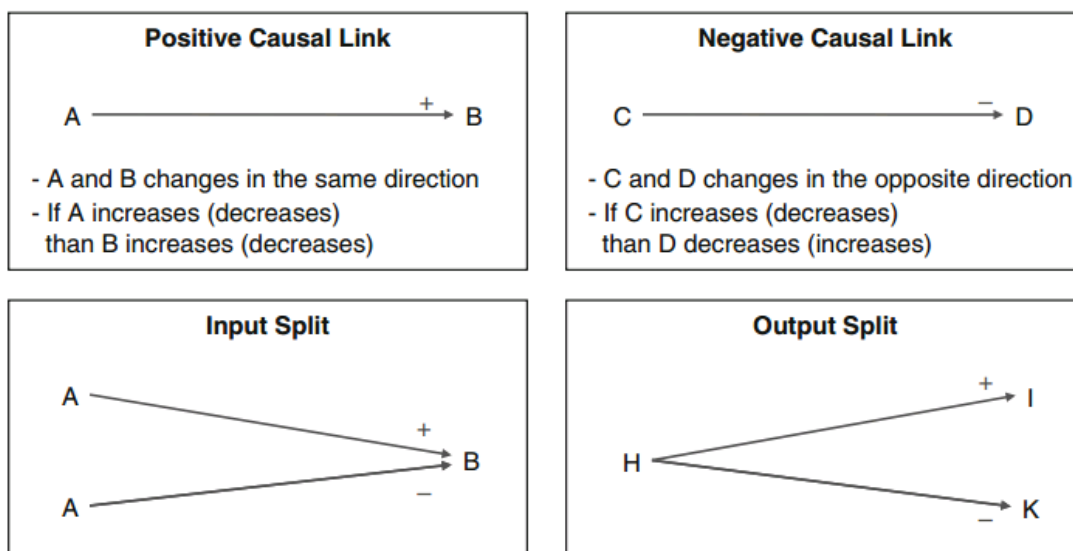 Positive Causal Link
A + B
- A and B changes in the same direction
- If A increases (decreases)
than B increases (decreases)
Negative Causal Link
C – D
- C and D changes in the opposite direction
- If C increases (decreases)
than D decreases (increases)
Input Split
A
+
B
–
A
Output Split
+
I
H
–
K